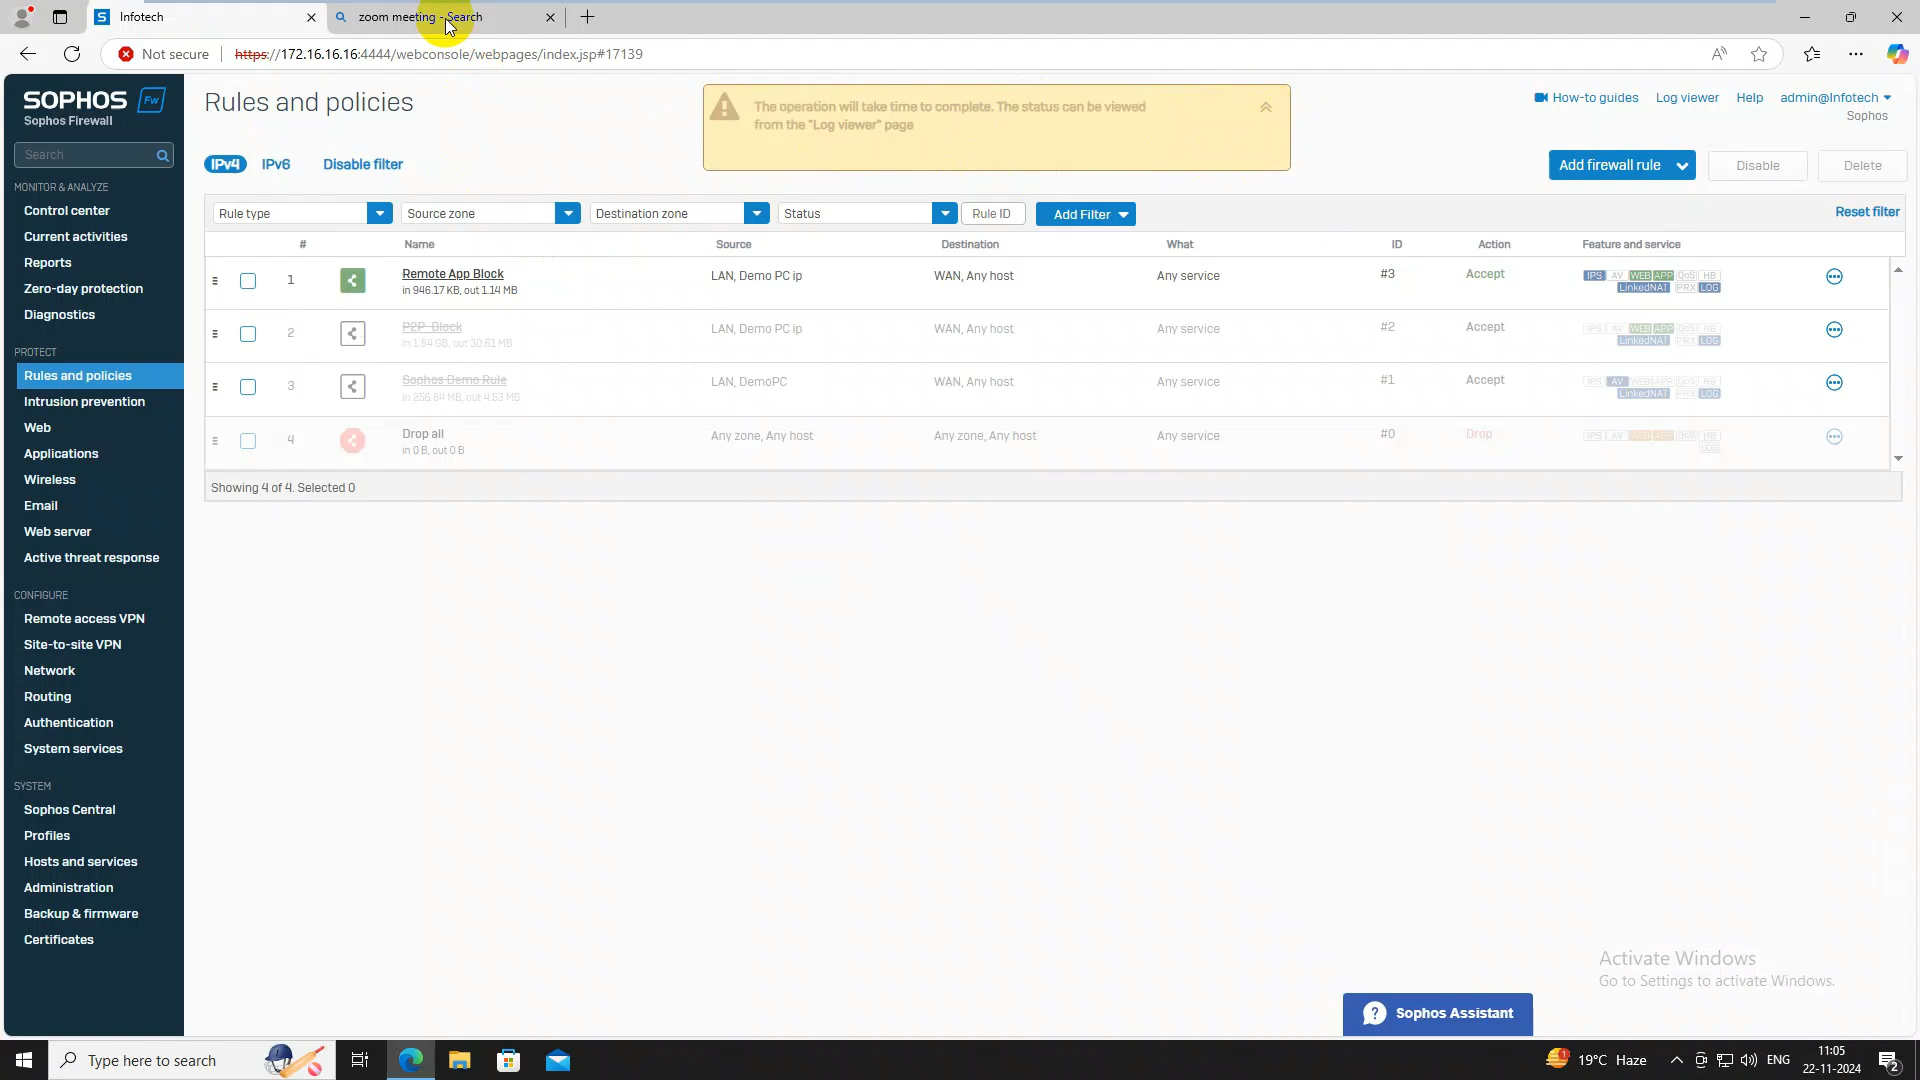 Infotech
zoom meeting - Search
Not secure
https://172.16.16.16:4444/webconsole/webpages/index.jsp#17139
SOPHOS Fw
Sophos Firewall
Search
MONITOR & ANALYZE
Control center
Current activities
Reports
Zero-day protection
Diagnostics
PROTECT
Rules and policies
Intrusion prevention
Web
Applications
Wireless
Email
Web server
Active threat response
CONFIGURE
Remote access VPN
Site-to-site VPN
Network
Routing
Authentication
System services
SYSTEM
Sophos Central
Profiles
Hosts and services
Administration
Backup & firmware
Certificates
Rules and policies
The operation will take time to complete. The status can be viewed
from the "Log viewer" page
How-to guides Log viewer Help admin@Infotech
Sophos
IPv4 IPv6 Disable filter
Add firewall rule Disable Delete
Rule type Source zone Destination zone Status Rule ID Add Filter Reset filter
# Name Source Destination What ID Action Feature and service
1 Remote App Block LAN, Demo PC ip WAN, Any host Any service #3 Accept IPS AV WEB APP QoS HB
in 946.17 KB, out 1.14 MB LinkedNAT PRX LOG
2 P2P Block LAN, Demo PC ip WAN, Any host Any service #2 Accept IPS AV WEB APP QoS HB
in 1.84 GB, out 30.61 MB LinkedNAT PRX LOG
3 Sophos Demo Rule LAN, DemoPC WAN, Any host Any service #1 Accept IPS AV WEB APP QoS HB
in 256.84 MB, out 4.53 MB LinkedNAT PRX LOG
4 Drop all Any zone, Any host Any zone, Any host Any service #0 Drop IPS AV WEB APP QoS HB
in 0 B, out 0 B LOG
Showing 4 of 4. Selected 0
Activate Windows
Go to Settings to activate Windows.
? Sophos Assistant
Type here to search
1 19°C Haze ENG 11:05
22-11-2024 2